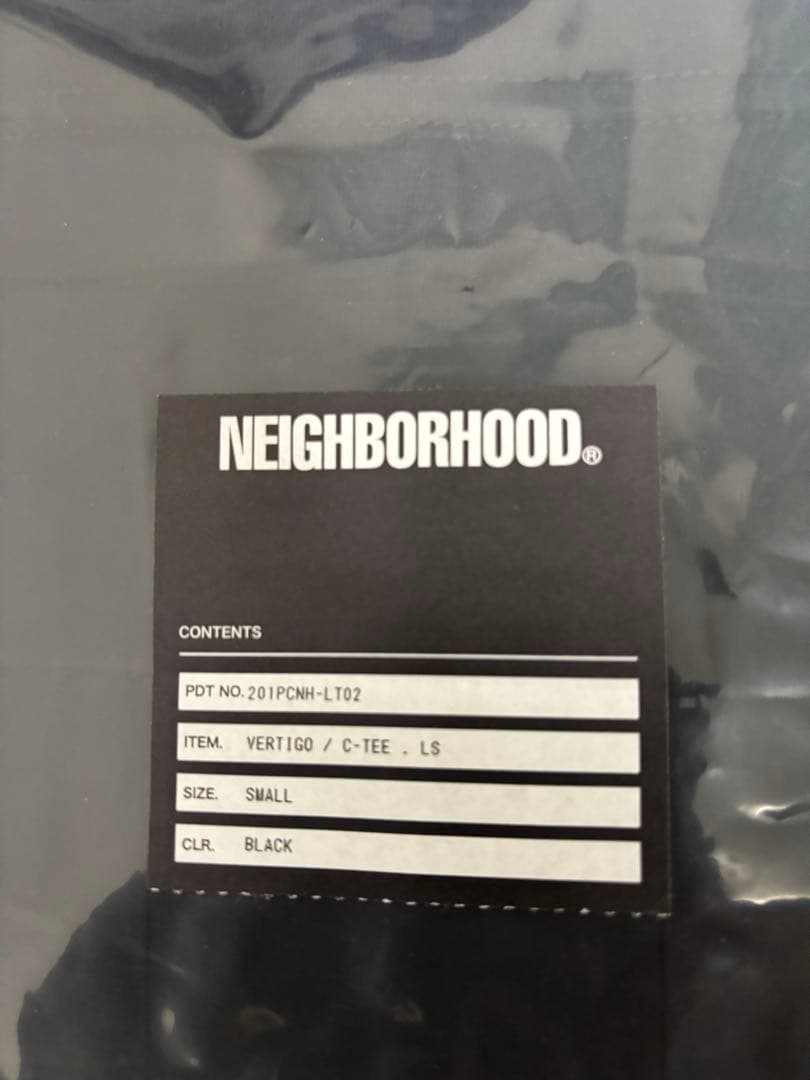 NEIGHBORHOOD®
CONTENTS
PDT NO. 201PCNH-LT02
ITEM. VERTIGO / C-TEE . LS
SIZE. SMALL
CLR. BLACK